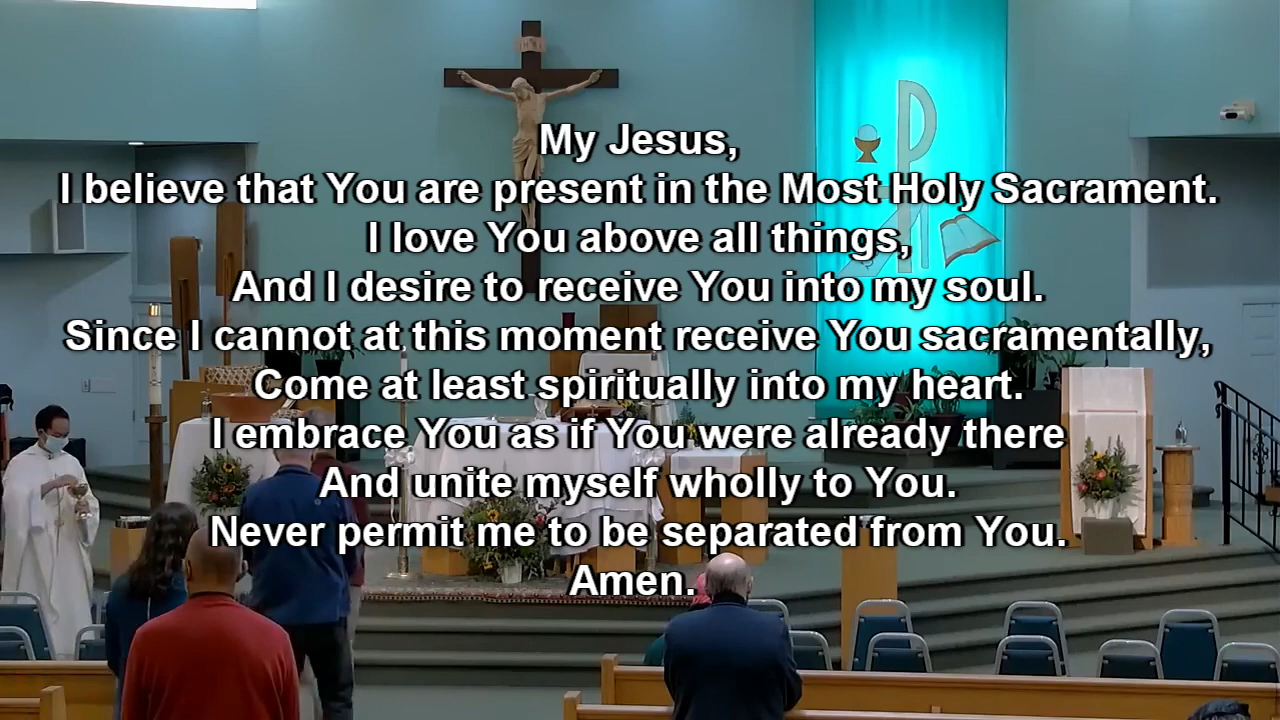 My Jesus,
I believe that You are present in the Most Holy Sacrament.
I love You above all things,
And I desire to receive You into my soul.
Since I cannot at this moment receive You sacramentally,
Come at least spiritually into my heart.
I embrace You as if You were already there
And unite myself wholly to You.
Never permit me to be separated from You.
Amen.